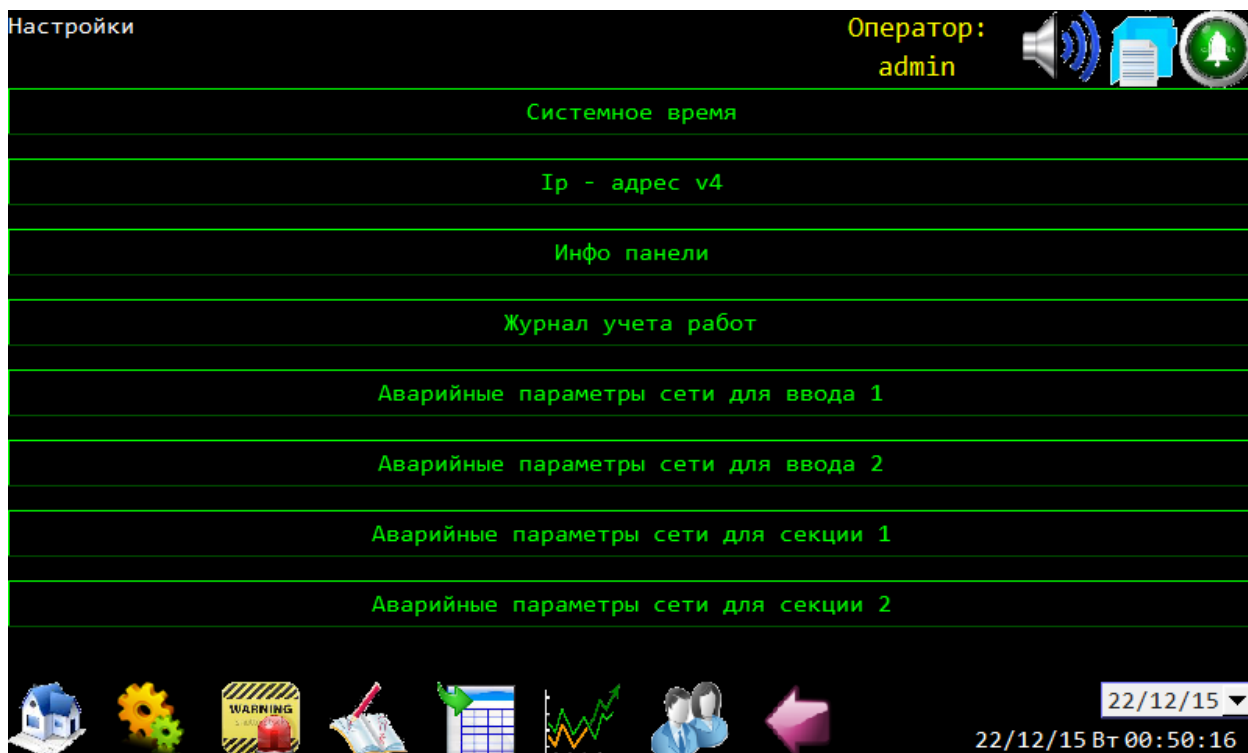 Настройки
Оператор:
admin
Системное время
Ip - адрес v4
Инфо панели
Журнал учета работ
Аварийные параметры сети для ввода 1
Аварийные параметры сети для ввода 2
Аварийные параметры сети для секции 1
Аварийные параметры сети для секции 2
WARNING
22/12/15
22/12/15 Вт 00:50:16